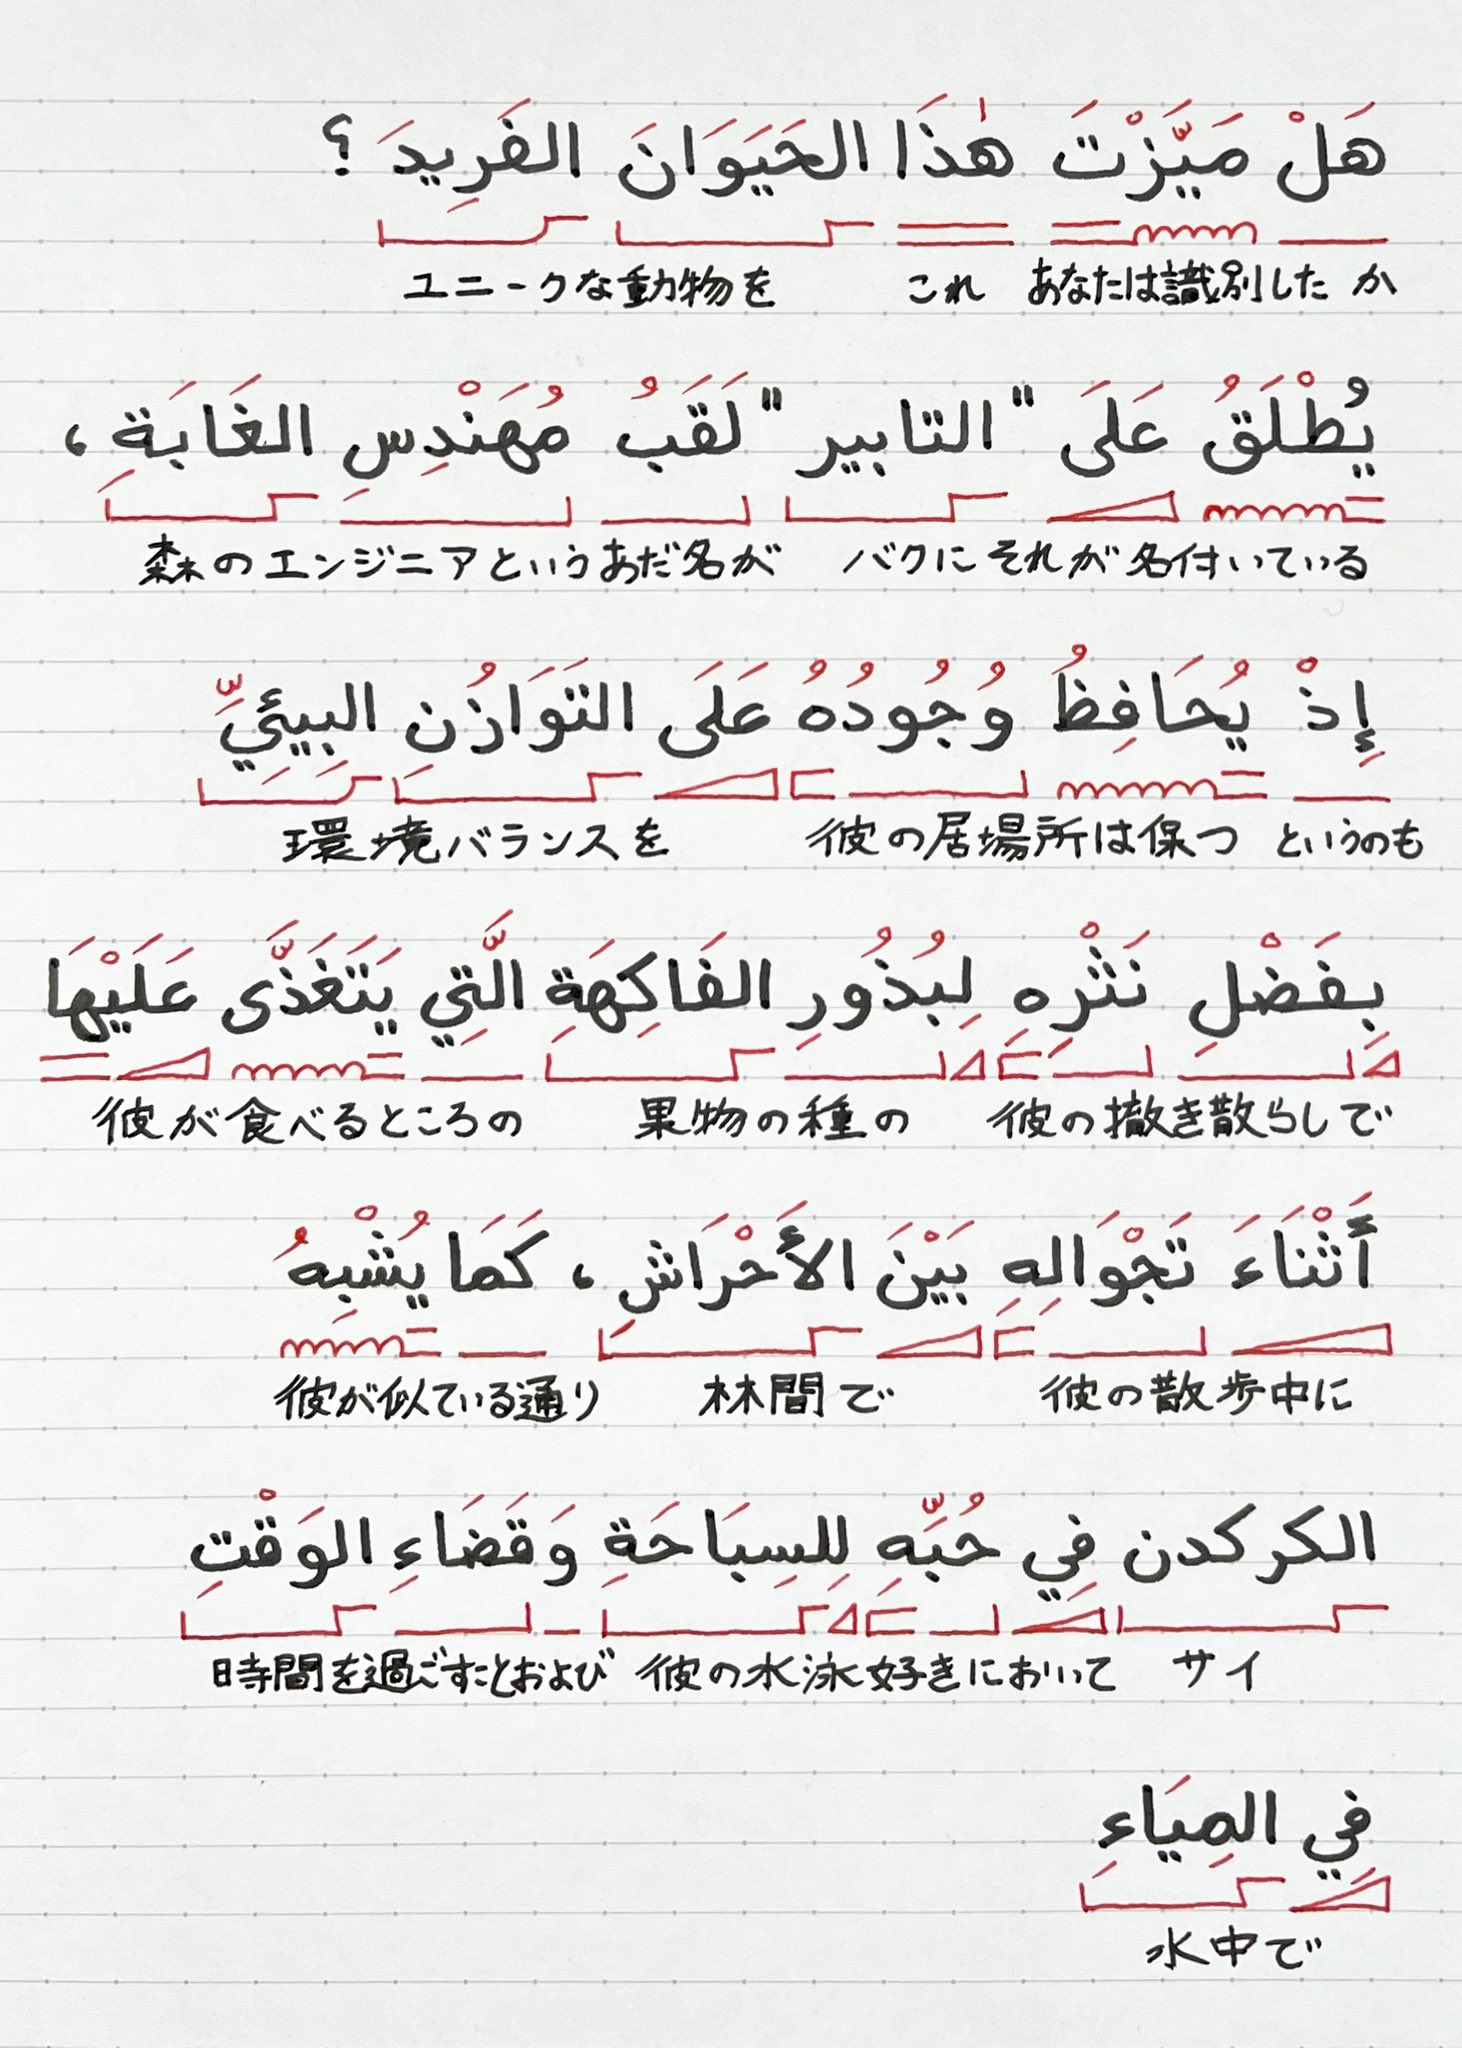 هَلْ مَيَّزْتَ هٰذَا الحَيَوَانَ الفَرِيدَ ؟
ユニークな動物を これ あなたは識別した か
يُطْلَقُ عَلَى "التابير" لَقَبُ مُهَنْدِسِ الغَابَةِ ،
森のエンジニアというあだ名が バクにそれが名付いている
إِذْ يُحَافِظُ وُجُودُهُ عَلَى التَوَازُنِ البِيئِيِّ
環境バランスを 彼の居場所は保つ というのも
بِفَضْلِ نَثْرِهِ لِبُذُورِ الفَاكِهَةِ الَّتِي يَتَغَذَّى عَلَيْهَا
彼が食べるところの 果物の種の 彼の撒き散らしで
أَثْنَاءَ تَجْوَالِهِ بَيْنَ الأَحْرَاشِ ، كَمَا يُشْبِهُ
彼が似ている通り 林間で 彼の散歩中に
الكركدن فِي حُبِّهِ لِلسِبَاحَةِ وَقَضَاءِ الوَقْتِ
時間を過ごすことおよび 彼の水泳好きにおいて サイ
فِي المِيَاءِ
水中で